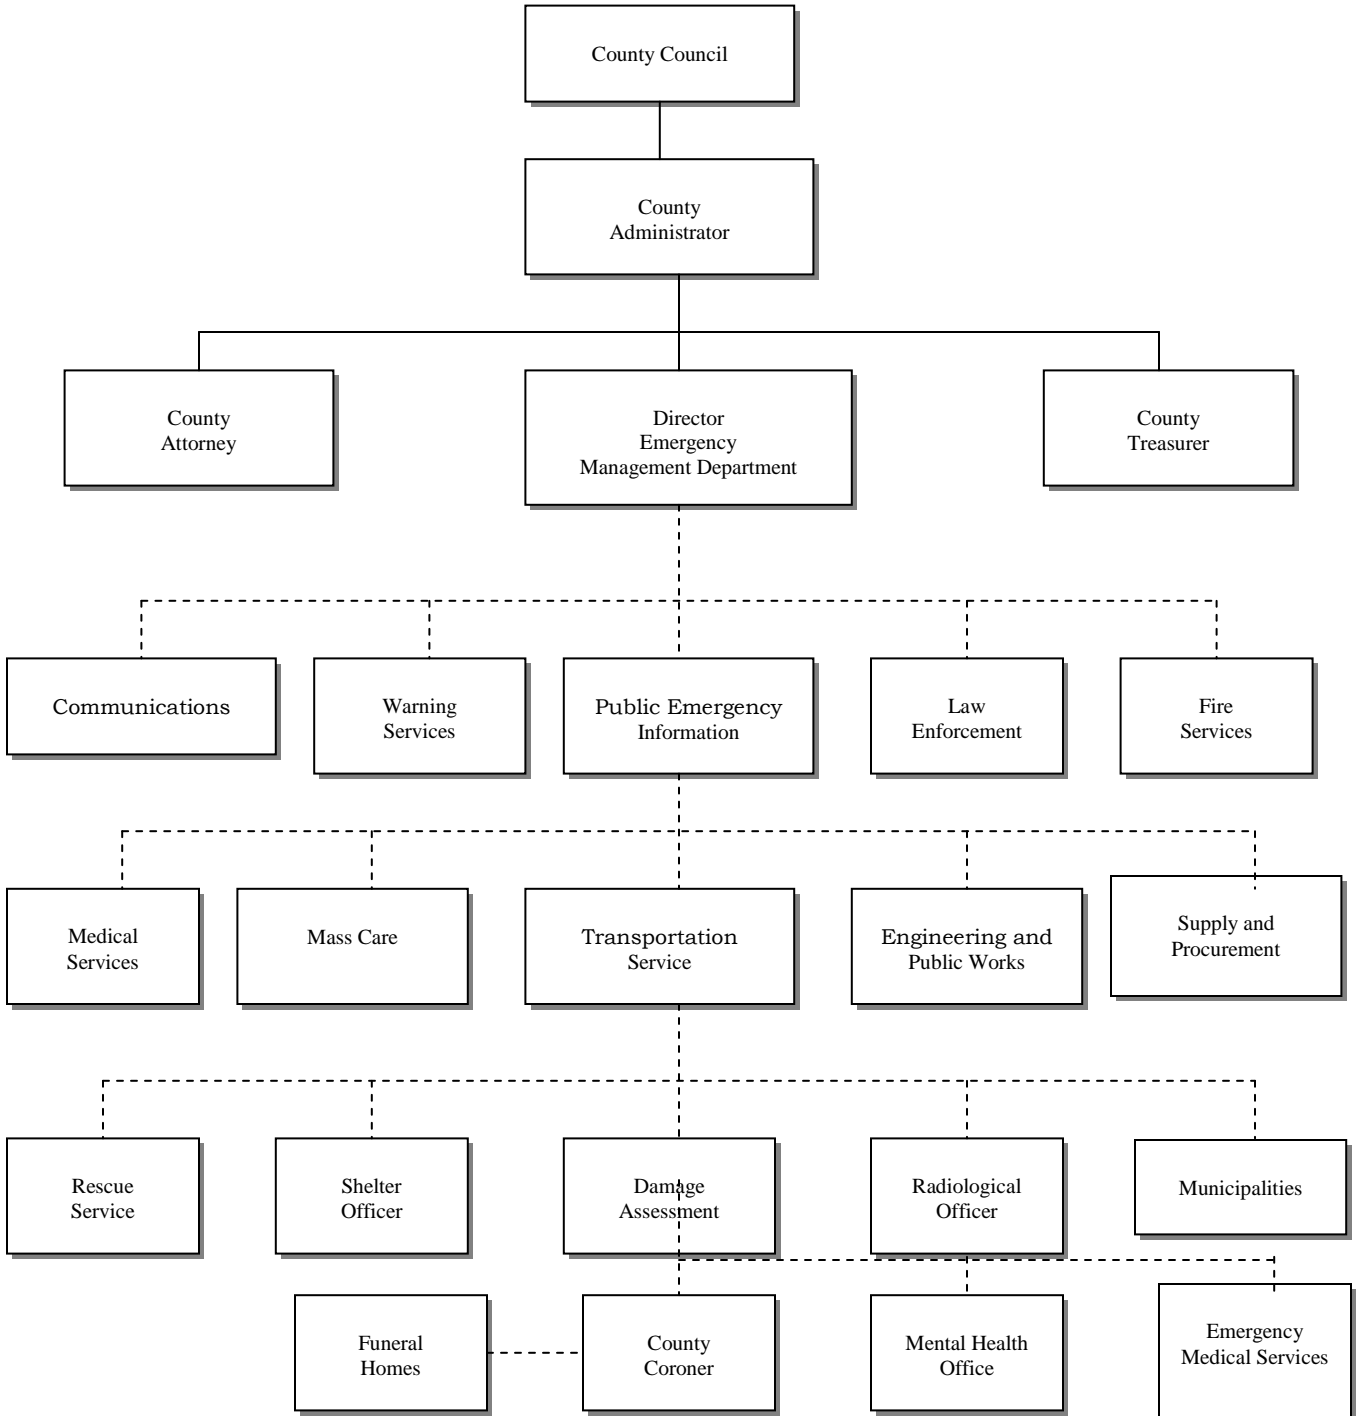 County Council
County
Administrator
County
Attorney
Director
Emergency
Management Department
County
Treasurer
Communications
Warning
Services
Public Emergency
Information
Law
Enforcement
Fire
Services
Medical
Services
Mass Care
Transportation
Service
Engineering and
Public Works
Supply and
Procurement
Rescue
Service
Shelter
Officer
Damage
Assessment
Radiological
Officer
Municipalities
Funeral
Homes
County
Coroner
Mental Health
Office
Emergency
Medical Services